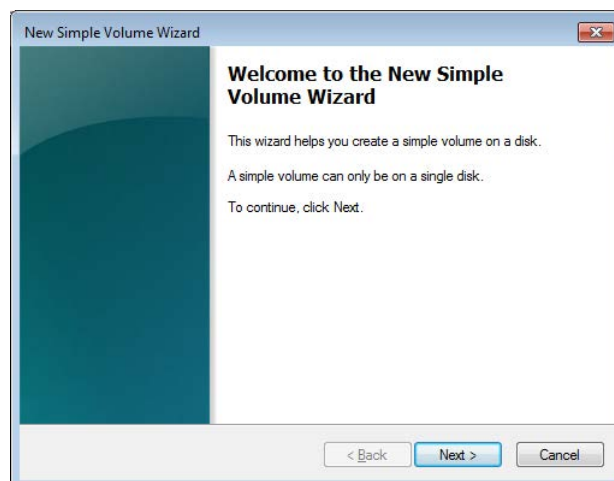 New Simple Volume Wizard
Welcome to the New Simple
Volume Wizard
This wizard helps you create a simple volume on a disk.
A simple volume can only be on a single disk.
To continue, click Next.
< Back
Next >
Cancel